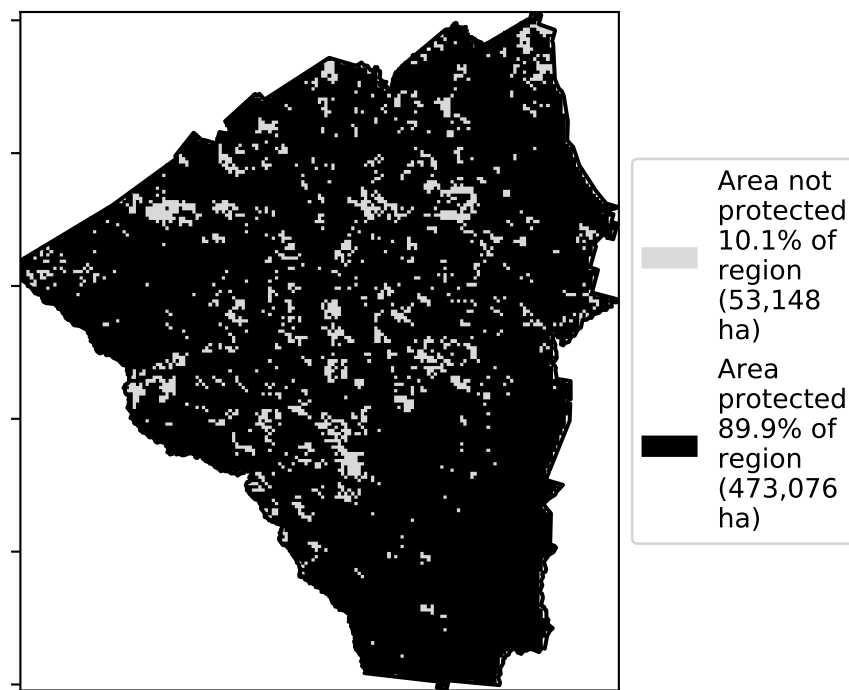 Area not
protected
10.1% of
region
(53,148
ha)
Area
protected
89.9% of
region
(473,076
ha)